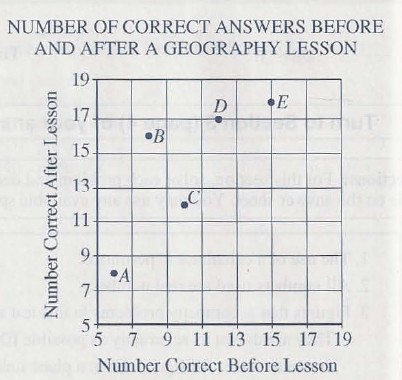 NUMBER OF CORRECT ANSWERS BEFORE
AND AFTER A GEOGRAPHY LESSON
Number Correct After Lesson
19
17
15
13
11
9
7
5
A
B
C
D
E
7 9 11 13 15 17 19
Number Correct Before Lesson